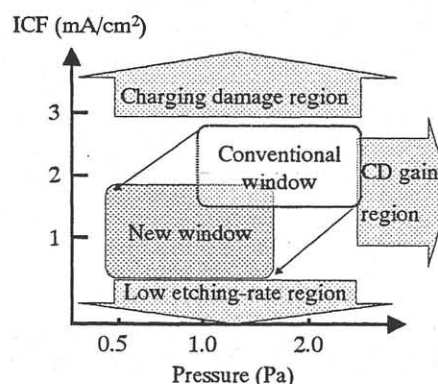 ICF (mA/cm²)
Charging damage region
3
Conventional
window
CD gain
region
2
New window
1
Low etching-rate region
0.5
1.0
2.0
Pressure (Pa)